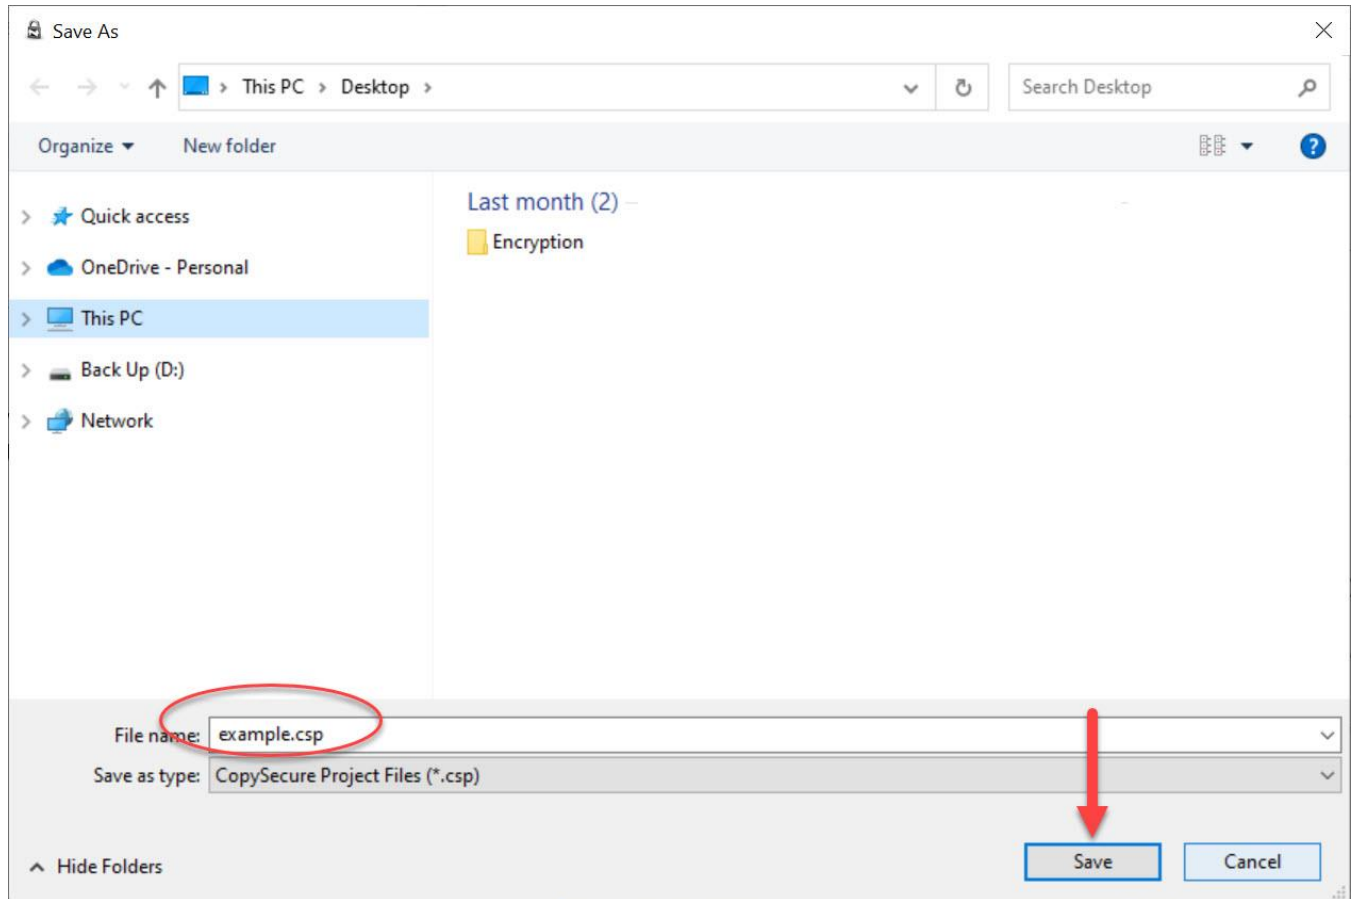 Save As
This PC > Desktop >
Search Desktop
Organize
New folder
Quick access
OneDrive - Personal
This PC
Back Up (D:)
Network
Last month (2)
Encryption
File name: example.csp
Save as type: CopySecure Project Files (*.csp)
Hide Folders
Save
Cancel